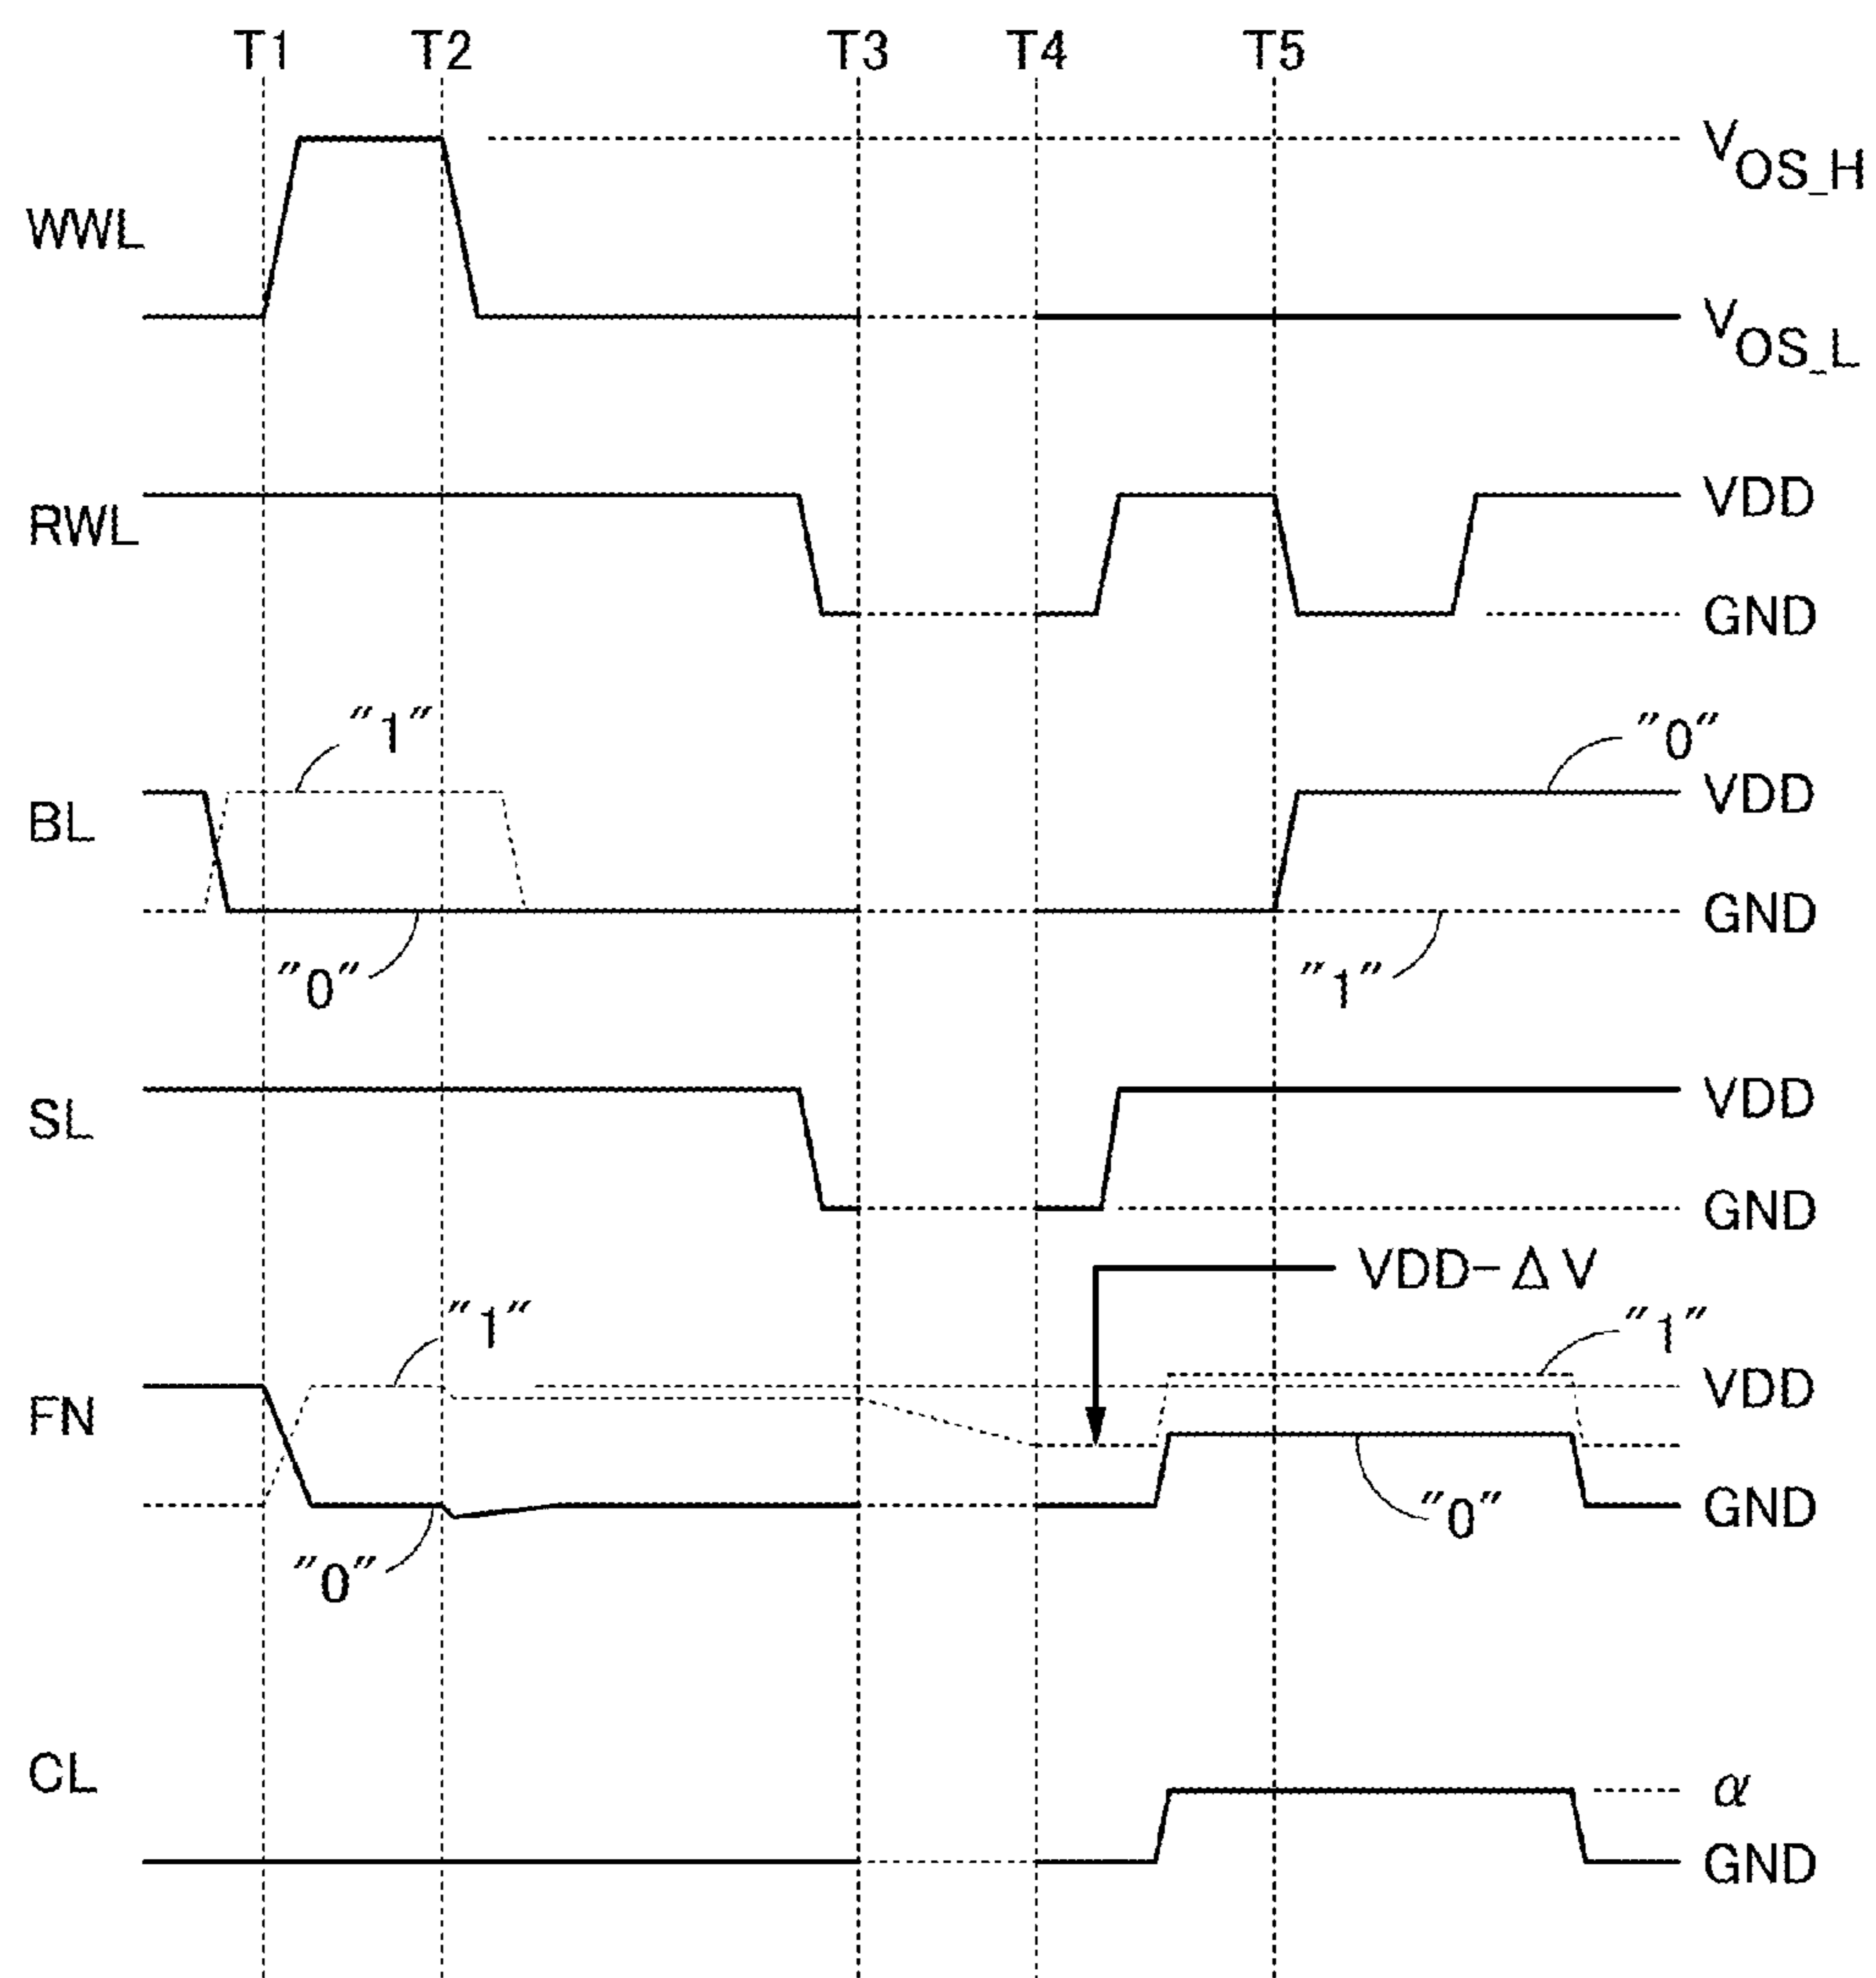 T1 T2 T3 T4 T5
VOS_H
WWL
VOS_L
VDD
RWL
GND
"1" "0"
VDD
BL
GND
"0" "1"
VDD
SL
GND
VDD-ΔV
"1" "1"
VDD
FN
GND
"0"
"0"
CL
α
GND